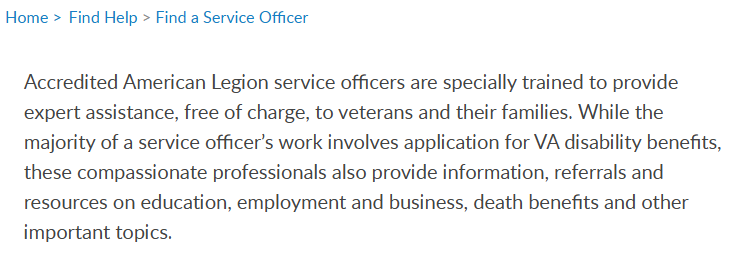 Home > Find Help > Find a Service Officer
Accredited American Legion service officers are specially trained to provide
expert assistance, free of charge, to veterans and their families. While the
majority of a service officer’s work involves application for VA disability benefits,
these compassionate professionals also provide information, referrals and
resources on education, employment and business, death benefits and other
important topics.